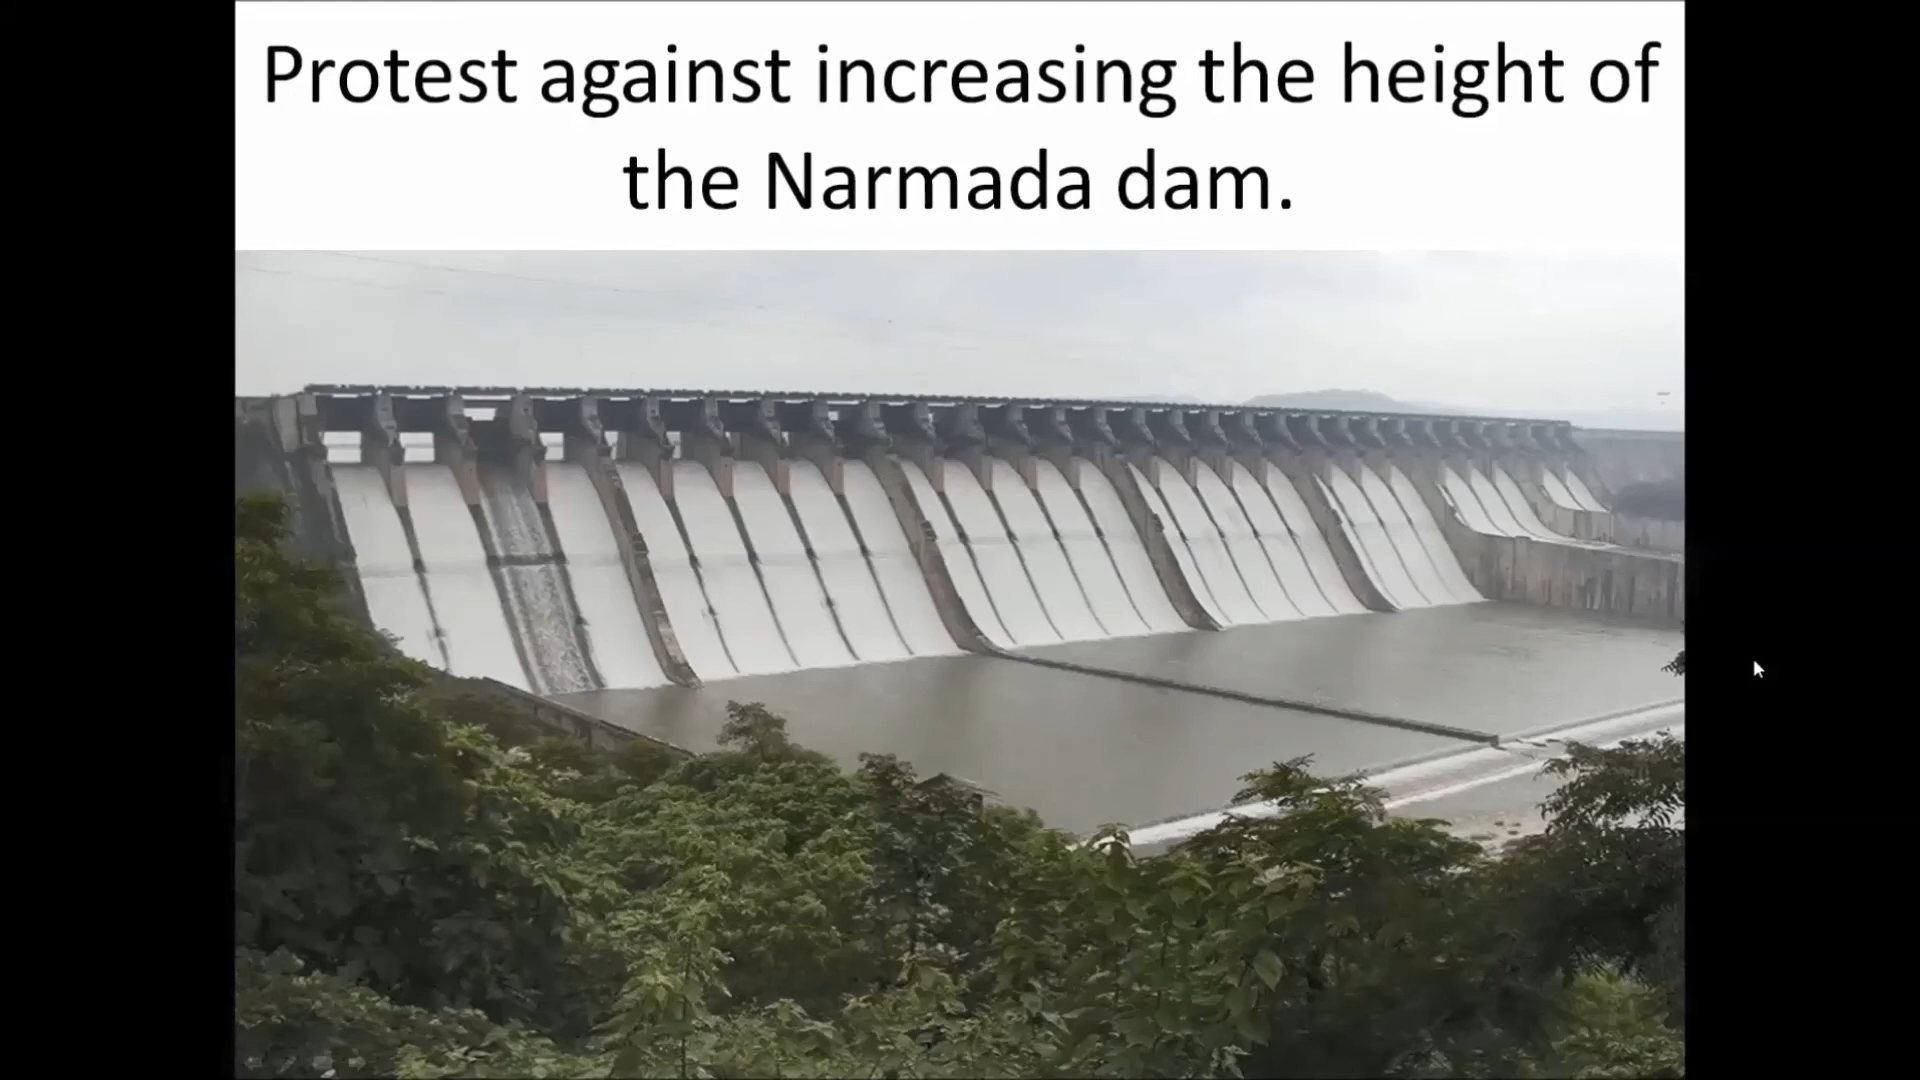 Protest against increasing the height of
the Narmada dam.